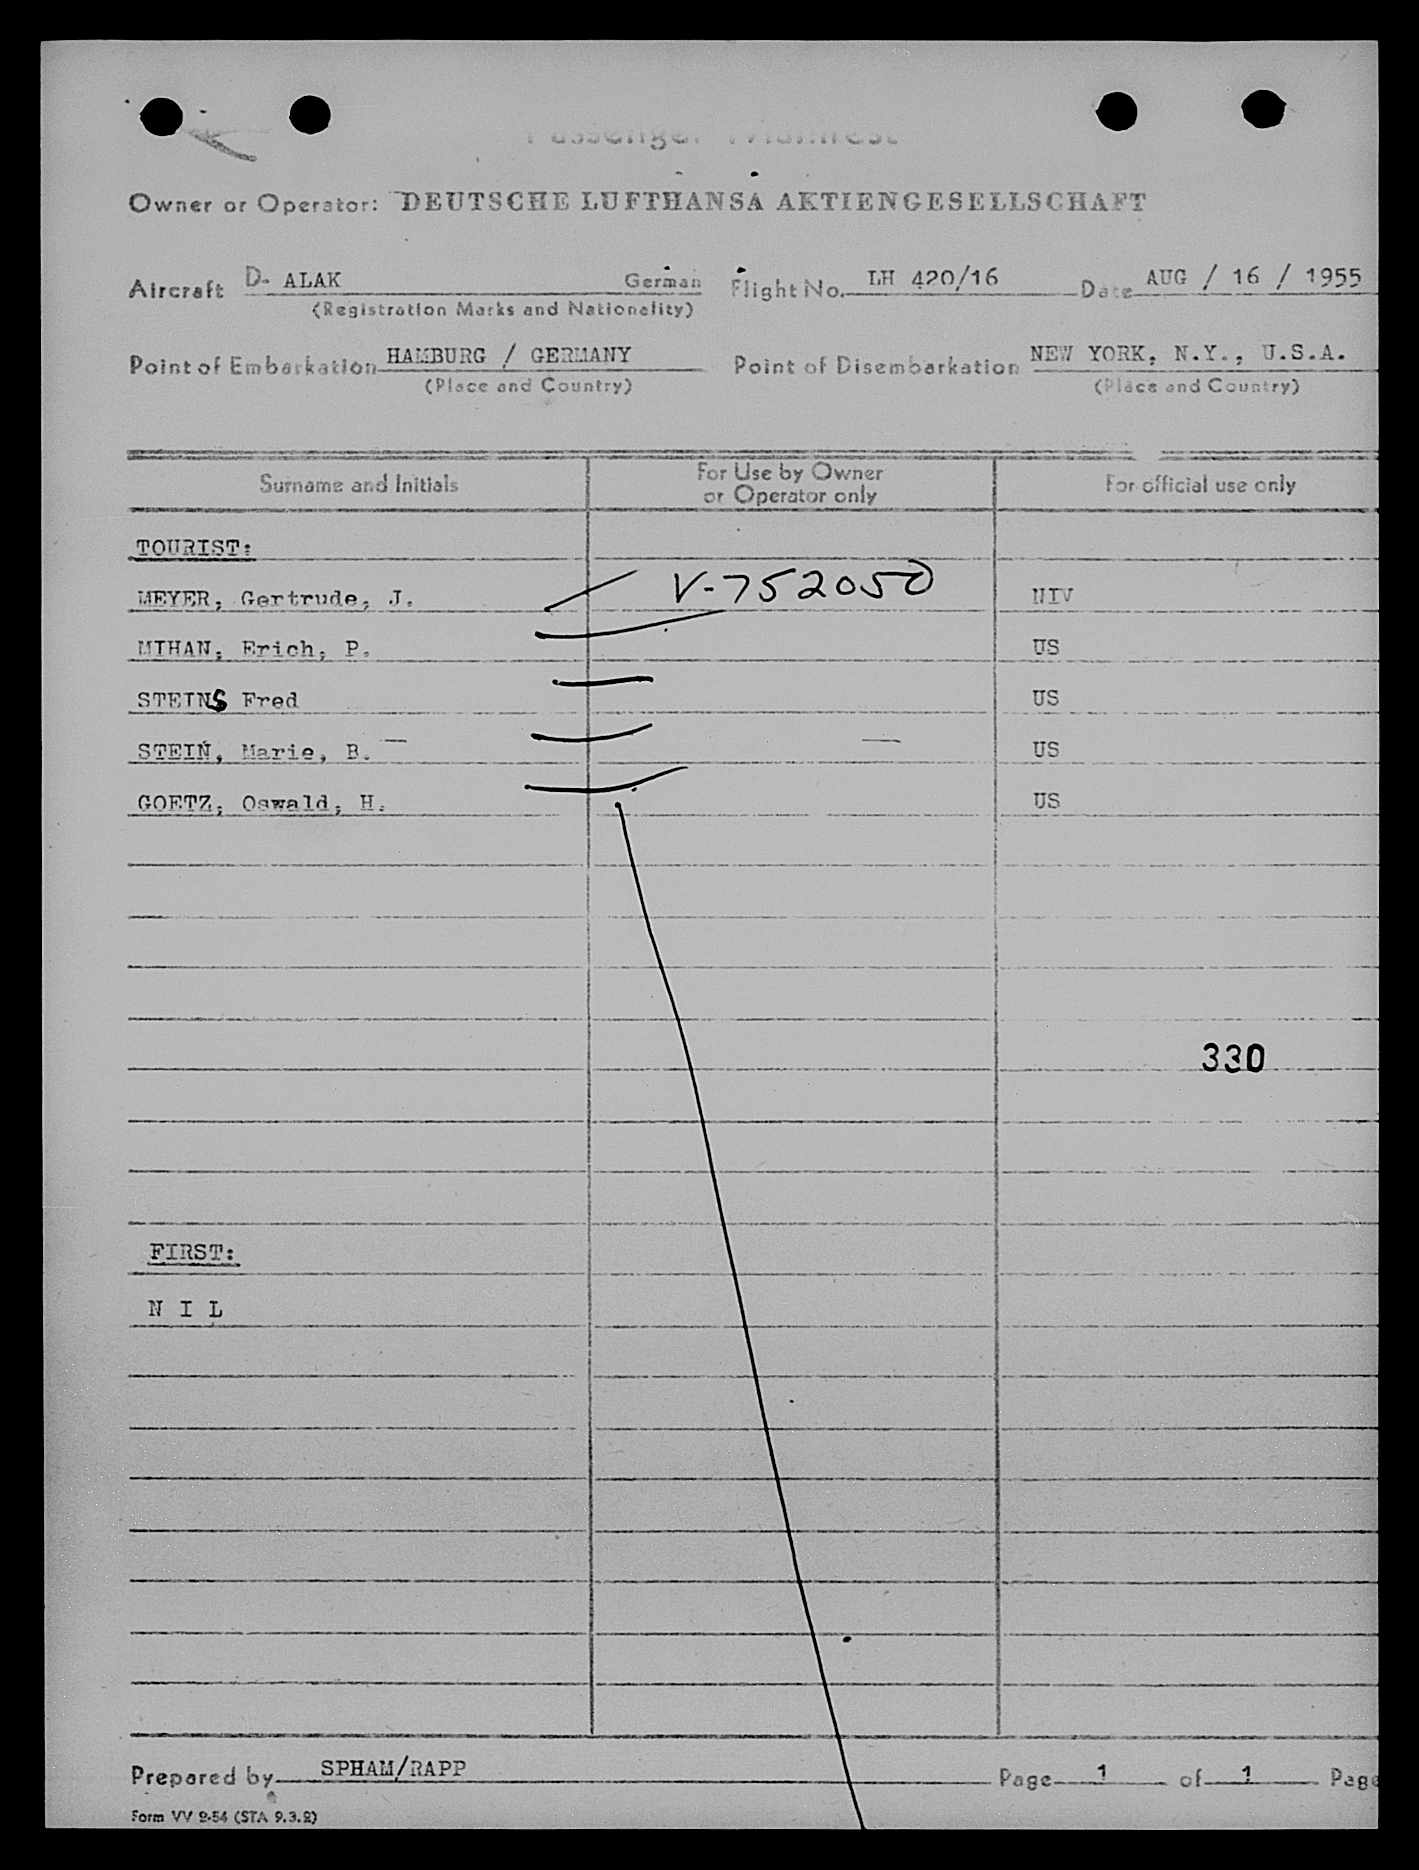 Passenger Manifest
Owner or Operator: DEUTSCHE LUFTHANSA AKTIENGESELLSCHAFT
Aircraft D- ALAK German Flight No. LH 420/16 Date AUG / 16 / 1955
(Registration Marks and Nationality)
Point of Embarkation HAMBURG / GERMANY Point of Disembarkation NEW YORK, N.Y., U.S.A.
(Place and Country) (Place and Country)
Surname and Initials For Use by Owner or Operator only For official use only
TOURIST:
MEYER, Gertrude, J. V-752050 NIV
MIHAN, Erich, P. US
STEINS Fred US
STEIN, Marie, B. — — US
GOETZ, Oswald, H. US
330
FIRST:
N I L
Prepared by SPHAM/RAPP Page 1 of 1 Page
Form VV 2-54 (STA 9.3.2)